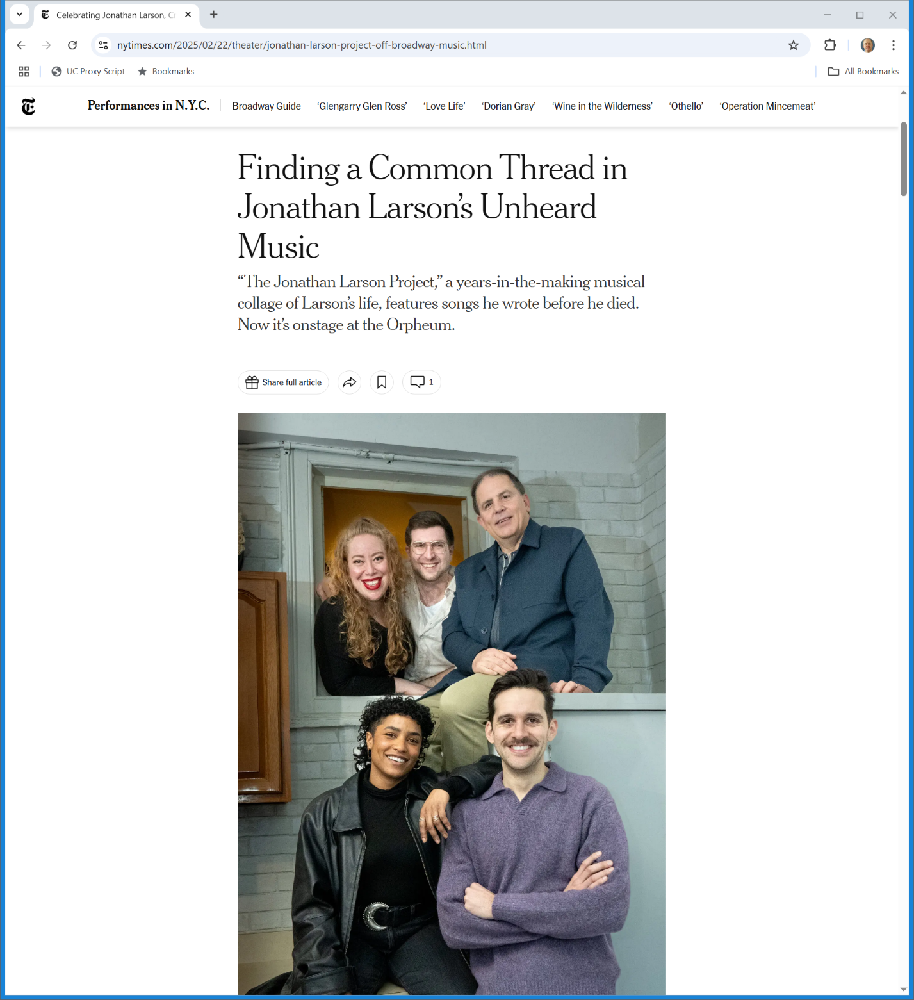 Celebrating Jonathan Larson, Cr
nytimes.com/2025/02/22/theater/jonathan-larson-project-off-broadway-music.html
UC Proxy Script
Bookmarks
All Bookmarks
Performances in N.Y.C.
Broadway Guide
‘Glengarry Glen Ross’
‘Love Life’
‘Dorian Gray’
‘Wine in the Wilderness’
‘Othello’
‘Operation Mincemeat’
Finding a Common Thread in
Jonathan Larson’s Unheard
Music
“The Jonathan Larson Project,” a years-in-the-making musical
collage of Larson’s life, features songs he wrote before he died.
Now it’s onstage at the Orpheum.
Share full article
1